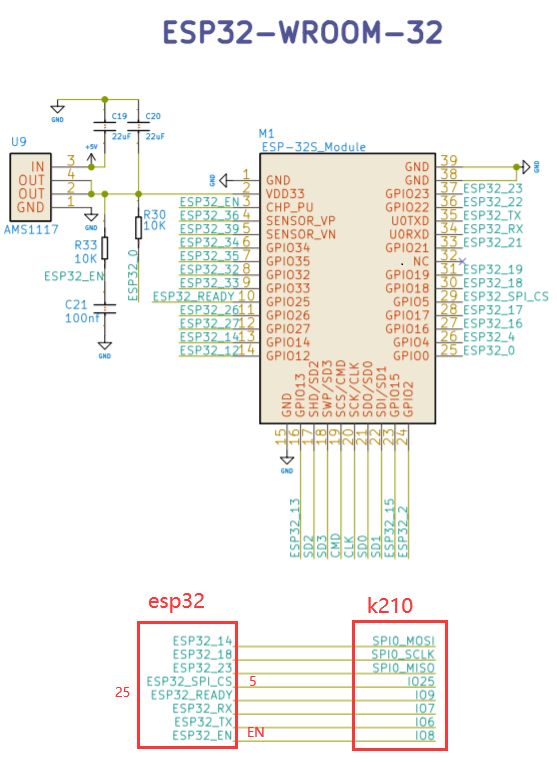 ESP32-WROOM-32
C19 C20
GND
22uF 22uF
U9
+5V
M1
ESP-32S_Module
IN 3
OUT 4
OUT 2
GND 1
AMS1117
GND
R30
10K
R33
10K
ESP32_EN
ESP32_0
C21
100nF
GND
GND
1 GND
2 VDD33
ESP32_EN 3 CHP_PU
ESP32_36 4 SENSOR_VP
ESP32_39 5 SENSOR_VN
ESP32_34 6 GPIO34
ESP32_35 7 GPIO35
ESP32_32 8 GPIO32
ESP32_33 9 GPIO33
ESP32_READY 10 GPIO25
ESP32_26 11 GPIO26
ESP32_27 12 GPIO27
ESP32_14 13 GPIO14
ESP32_12 14 GPIO12
GND 39
GND 38
GND
GPIO23 37 ESP32_23
GPIO22 36 ESP32_22
U0TXD 35 ESP32_TX
U0RXD 34 ESP32_RX
GPIO21 33 ESP32_21
NC 32
GPIO19 31 ESP32_19
GPIO18 30 ESP32_18
GPIO5 29 ESP32_SPI_CS
GPIO17 28 ESP32_17
GPIO16 27 ESP32_16
GPIO4 26 ESP32_4
GPIO0 25 ESP32_0
GND 15
GPIO13 16 ESP32_13
SHD/SD2 17 SD2
SWP/SD3 18 SD3
SCS/CMD 19 CMD
SCK/CLK 20 CLK
SDO/SD0 21 SD0
SDI/SD1 22 SD1
GPIO15 23 ESP32_15
GPIO2 24 ESP32_2
GND
esp32 k210
ESP32_14 SPI0_MOSI
ESP32_18 SPI0_SCLK
ESP32_23 SPI0_MISO
ESP32_SPI_CS 5 IO25
25 ESP32_READY IO9
ESP32_RX IO7
ESP32_TX IO6
ESP32_EN EN IO8